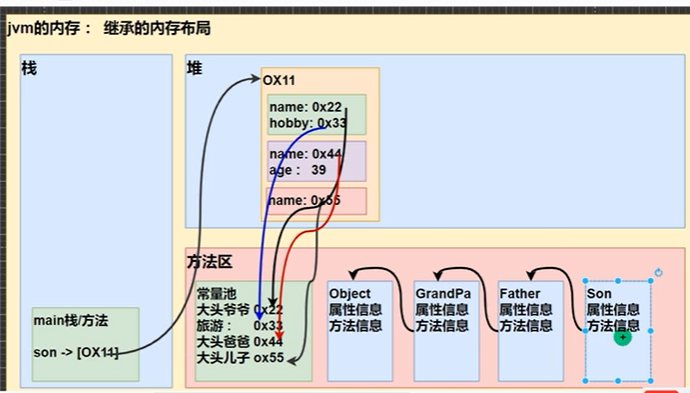 jvm的内存： 继承的内存布局
栈
堆
OX11
name: 0x22
hobby: 0x33
name: 0x44
age： 39
name: 0x55
方法区
常量池
大头爷爷 0x22
旅游： 0x33
大头爸爸 0x44
大头儿子 ox55
Object
属性信息
方法信息
GrandPa
属性信息
方法信息
Father
属性信息
方法信息
Son
属性信息
方法信息
main栈/方法
son -> [OX11]